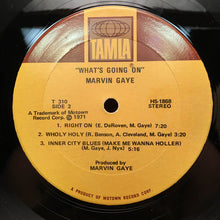 TAMLA
"WHAT'S GOING ON"
MARVIN GAYE
T 310
SIDE 2
HS-1868
STEREO
A Trademark of Motown
Record Corp. ℗ 1971
1. RIGHT ON (E. DeRoven, M. Gaye) 7:20
2. WHOLY HOLY (R. Benson, A. Cleveland, M. Gaye)
3:20
3. INNER CITY BLUES (MAKE ME WANNA HOLLER)
(M. Gaye, J. Nyx) 5:16
Produced by
MARVIN GAYE
A PRODUCT OF MOTOWN RECORD CORP.